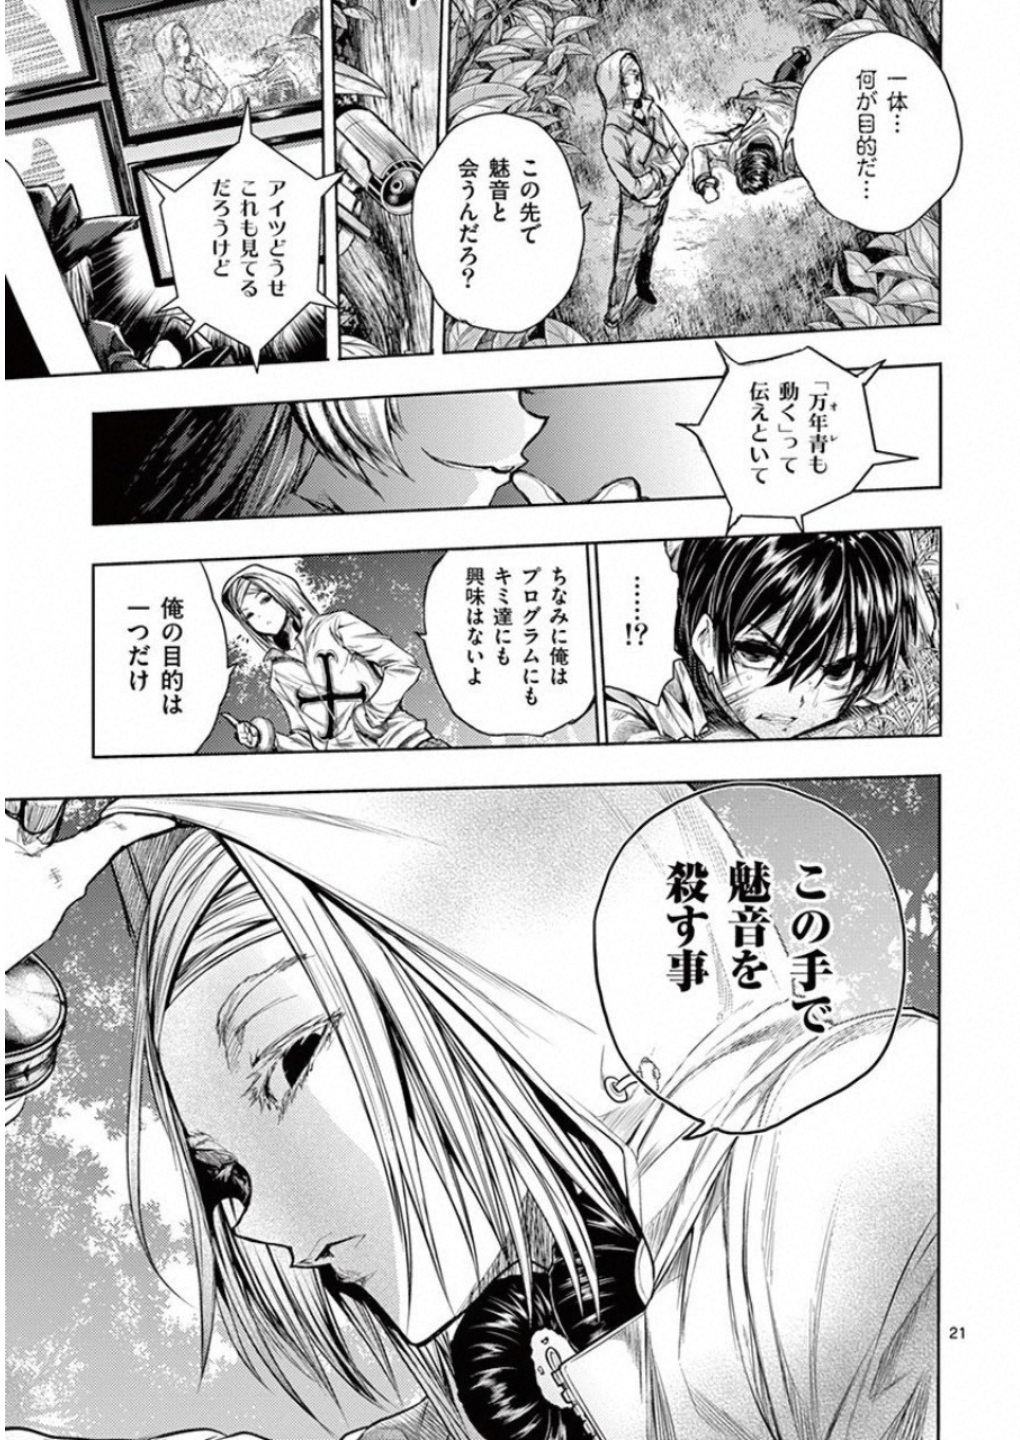 一体…
何が目的だ…
この先で
魅音と
会うんだろ？
アイツどうせ
これも見てる
だろうけど
「万年青も
オレ
動く」って
伝えといて
……!?
ちなみに俺は
プログラムにも
キミ達にも
興味はないよ
俺の目的は
一つだけ
この手で
魅音を
殺す事
21